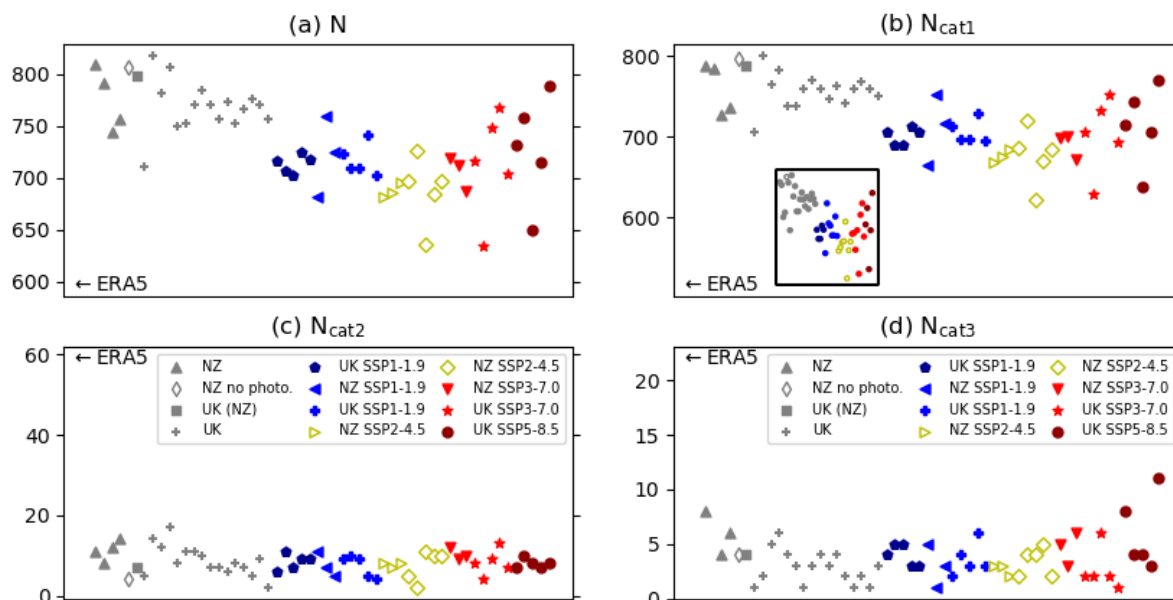 (a) N
800
750
700
650
600
← ERA5
(b) Ncat1
800
700
600
← ERA5
(c) Ncat2
60
40
20
0
← ERA5
NZ
NZ no photo.
UK (NZ)
UK
UK SSP1-1.9
NZ SSP1-1.9
UK SSP1-1.9
NZ SSP2-4.5
NZ SSP2-4.5
NZ SSP3-7.0
UK SSP3-7.0
UK SSP5-8.5
(d) Ncat3
20
15
10
5
0
← ERA5
NZ
NZ no photo.
UK (NZ)
UK
UK SSP1-1.9
NZ SSP1-1.9
UK SSP1-1.9
NZ SSP2-4.5
NZ SSP2-4.5
NZ SSP3-7.0
UK SSP3-7.0
UK SSP5-8.5